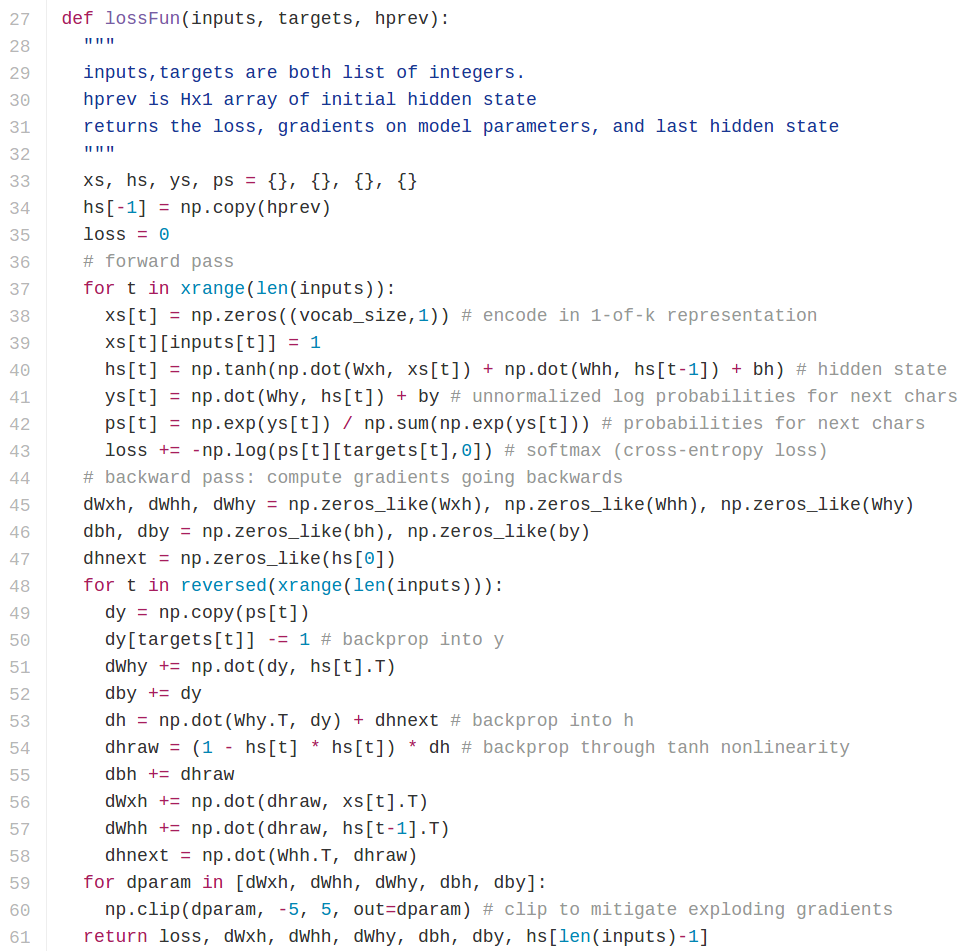 27 def lossFun(inputs, targets, hprev):
28   """
29   inputs,targets are both list of integers.
30   hprev is Hx1 array of initial hidden state
31   returns the loss, gradients on model parameters, and last hidden state
32   """
33   xs, hs, ys, ps = {}, {}, {}, {}
34   hs[-1] = np.copy(hprev)
35   loss = 0
36   # forward pass
37   for t in xrange(len(inputs)):
38     xs[t] = np.zeros((vocab_size,1)) # encode in 1-of-k representation
39     xs[t][inputs[t]] = 1
40     hs[t] = np.tanh(np.dot(Wxh, xs[t]) + np.dot(Whh, hs[t-1]) + bh) # hidden state
41     ys[t] = np.dot(Why, hs[t]) + by # unnormalized log probabilities for next chars
42     ps[t] = np.exp(ys[t]) / np.sum(np.exp(ys[t])) # probabilities for next chars
43     loss += -np.log(ps[t][targets[t],0]) # softmax (cross-entropy loss)
44   # backward pass: compute gradients going backwards
45   dWxh, dWhh, dWhy = np.zeros_like(Wxh), np.zeros_like(Whh), np.zeros_like(Why)
46   dbh, dby = np.zeros_like(bh), np.zeros_like(by)
47   dhnext = np.zeros_like(hs[0])
48   for t in reversed(xrange(len(inputs))):
49     dy = np.copy(ps[t])
50     dy[targets[t]] -= 1 # backprop into y
51     dWhy += np.dot(dy, hs[t].T)
52     dby += dy
53     dh = np.dot(Why.T, dy) + dhnext # backprop into h
54     dhraw = (1 - hs[t] * hs[t]) * dh # backprop through tanh nonlinearity
55     dbh += dhraw
56     dWxh += np.dot(dhraw, xs[t].T)
57     dWhh += np.dot(dhraw, hs[t-1].T)
58     dhnext = np.dot(Whh.T, dhraw)
59   for dparam in [dWxh, dWhh, dWhy, dbh, dby]:
60     np.clip(dparam, -5, 5, out=dparam) # clip to mitigate exploding gradients
61   return loss, dWxh, dWhh, dWhy, dbh, dby, hs[len(inputs)-1]